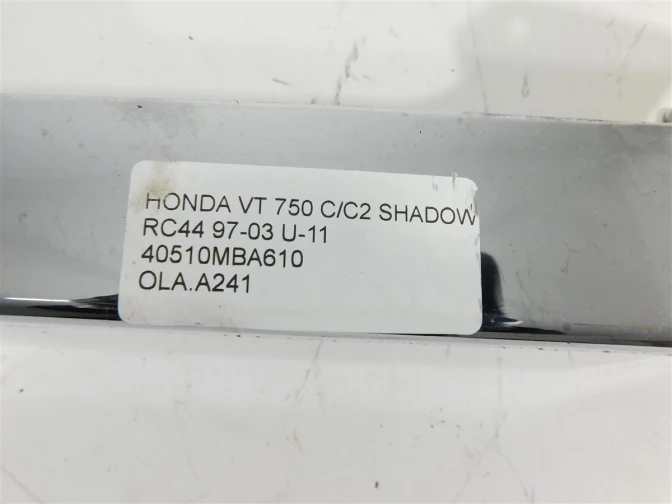 HONDA VT 750 C/C2 SHADOW
RC44 97-03 U-11
40510MBA610
OLA.A241